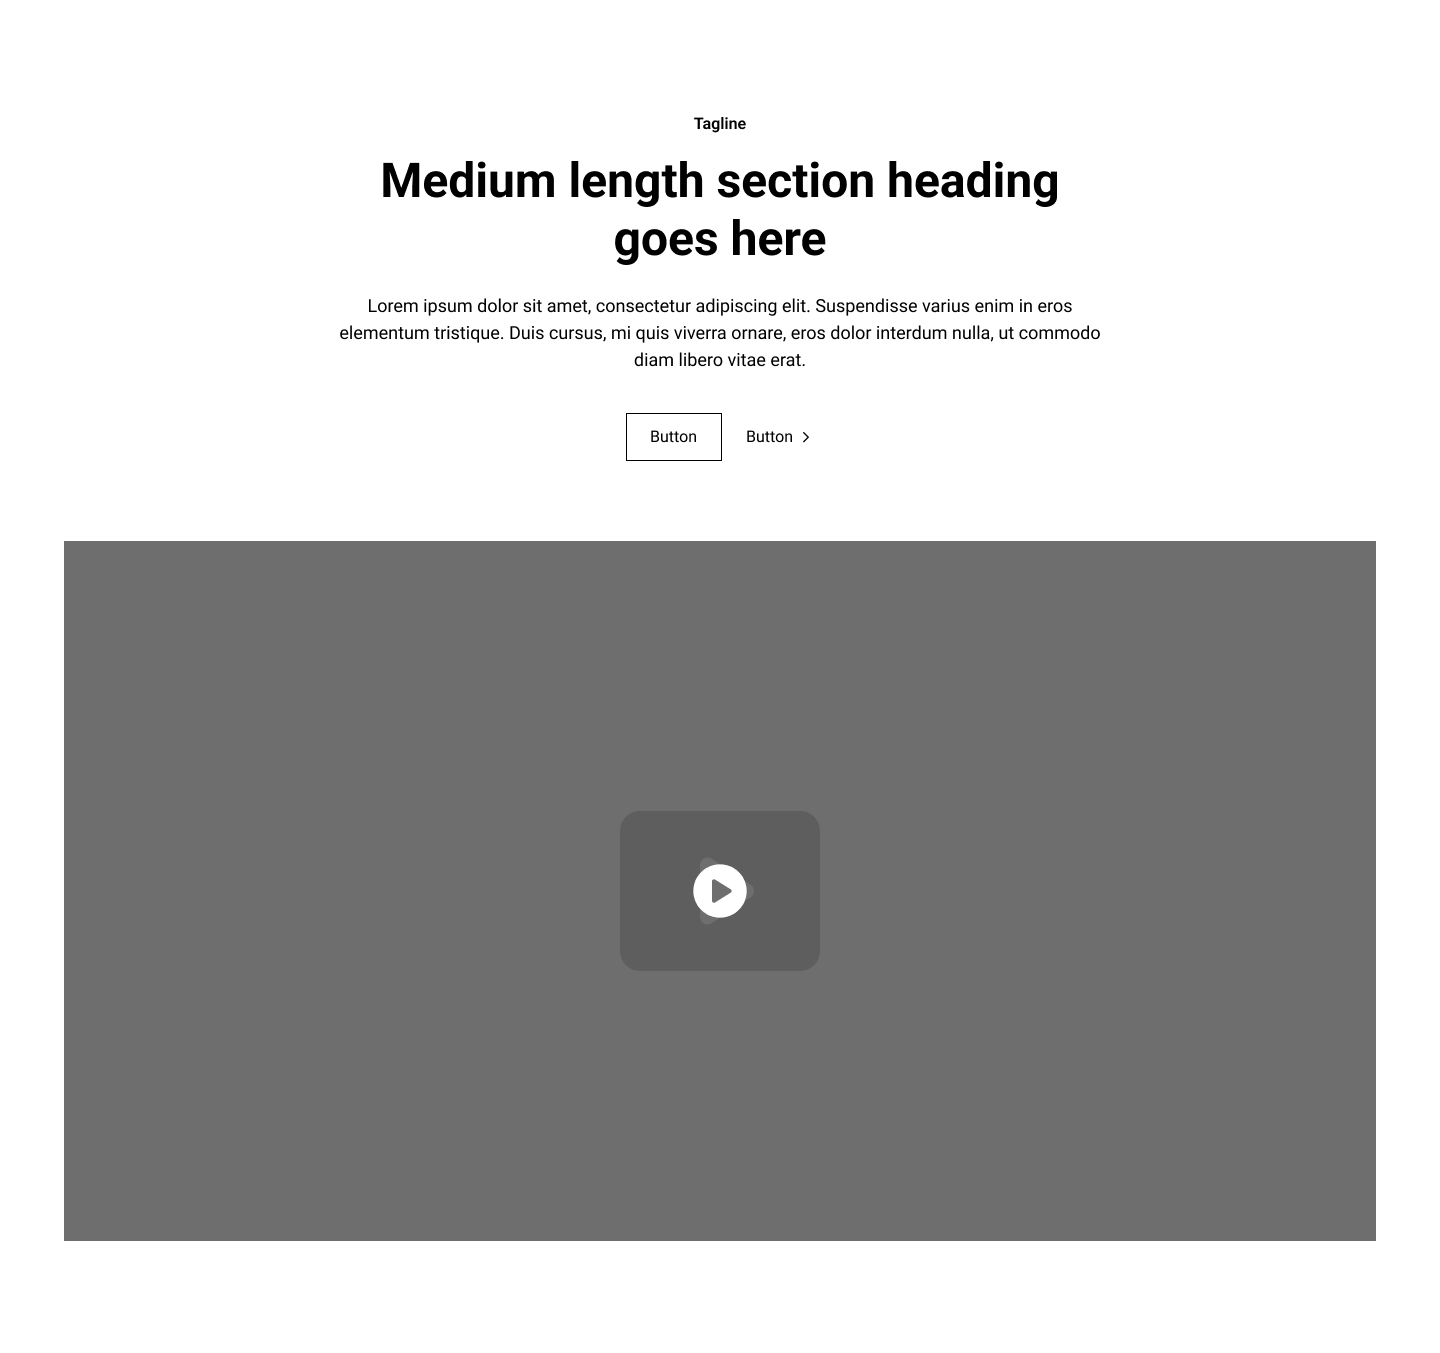 Tagline
Medium length section heading
goes here
Lorem ipsum dolor sit amet, consectetur adipiscing elit. Suspendisse varius enim in eros
elementum tristique. Duis cursus, mi quis viverra ornare, eros dolor interdum nulla, ut commodo
diam libero vitae erat.
Button
Button